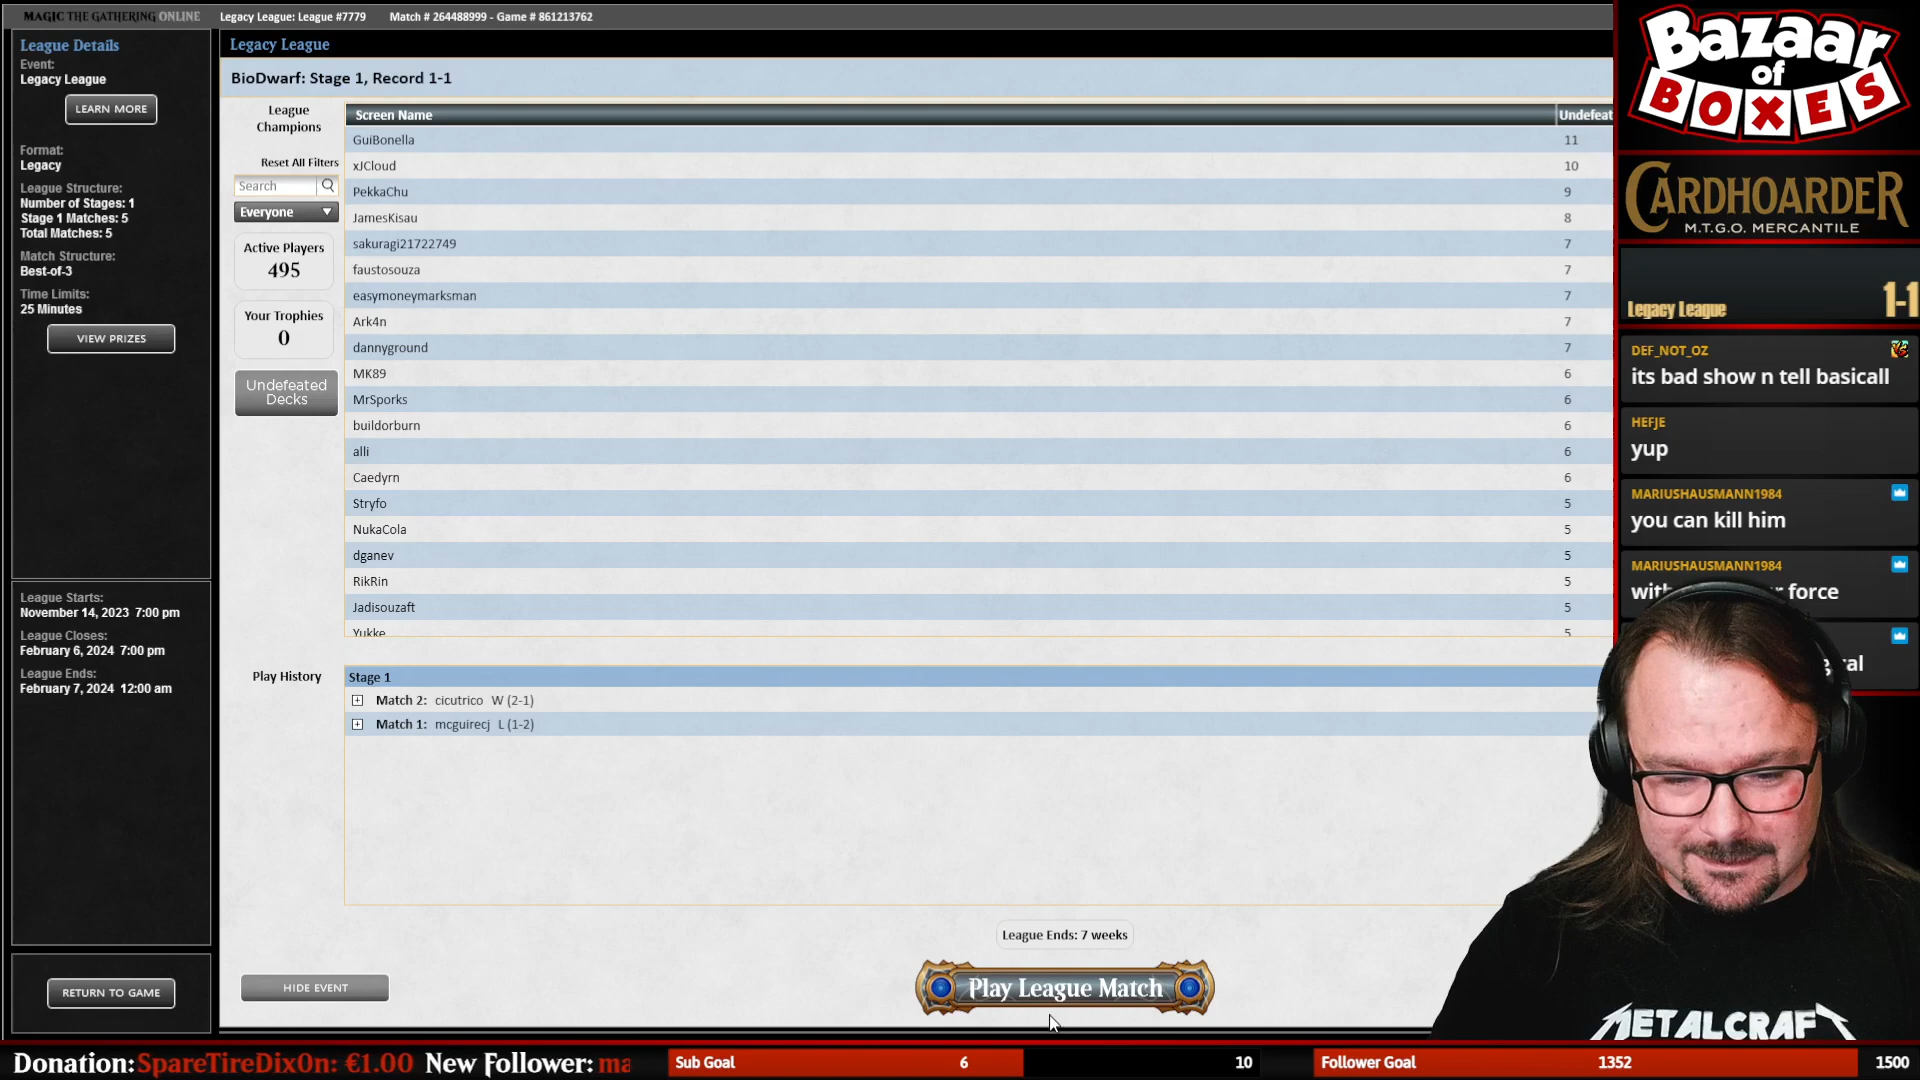 MAGIC THE GATHERING ONLINE
Legacy League: League #7779
Match # 264488999 - Game # 861213762
League Details
Event:
Legacy League
LEARN MORE
Format:
Legacy
League Structure:
Number of Stages: 1
Stage 1 Matches: 5
Total Matches: 5
Match Structure:
Best-of-3
Time Limits:
25 Minutes
VIEW PRIZES
League Starts:
November 14, 2023 7:00 pm
League Closes:
February 6, 2024 7:00 pm
League Ends:
February 7, 2024 12:00 am
RETURN TO GAME
Legacy League
BioDwarf: Stage 1, Record 1-1
League
Champions
Reset All Filters
Search
Everyone
Active Players
495
Your Trophies
0
Undefeated
Decks
Screen Name Undefeat
GuiBonella 11
xJCloud 10
PekkaChu 9
JamesKisau 8
sakuragi21722749 7
faustosouza 7
easymoneymarksman 7
Ark4n 7
dannyground 7
MK89 6
MrSporks 6
buildorburn 6
alli 6
Caedyrn 6
Stryfo 5
NukaCola 5
dganev 5
RikRin 5
Jadisouzaft 5
Yukke 5
Play History
Stage 1
Match 2: cicutrico W (2-1)
Match 1: mcguirecj L (1-2)
League Ends: 7 weeks
HIDE EVENT
Play League Match
Bazaar
of
BOXES
CARDHOARDER
M.T.G.O. MERCANTILE
Legacy League 1-1
DEF_NOT_OZ
its bad show n tell basicall
HEFJE
yup
MARIUSHAUSMANN1984
you can kill him
MARIUSHAUSMANN1984
force
METALCRAFT
Donation: SpareTireDix0n: €1.00 New Follower: ma
Sub Goal 6 10
Follower Goal 1352 1500